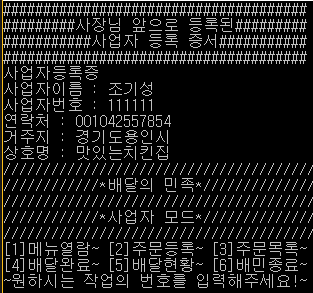 ######################################
#########사장님 앞으로 등록된#########
###########사업자 등록 증서###########
######################################
사업자등록증
사업자이름 : 조기성
사업자번호 : 111111
연락처 : 001042557854
거주지 : 경기도용인시
상호명 : 맛있는치킨집
//////////////////////////////////////
////////////*배달의 민족*/////////////
//////////////////////////////////////
////////////*사업자 모드*/////////////
//////////////////////////////////////
[1]메뉴열람~ [2]주문등록~ [3]주문목록~
[4]배달완료~ [5]배달현황~ [6]배민종료~
~원하시는 작업의 번호를 입력해주세요!~